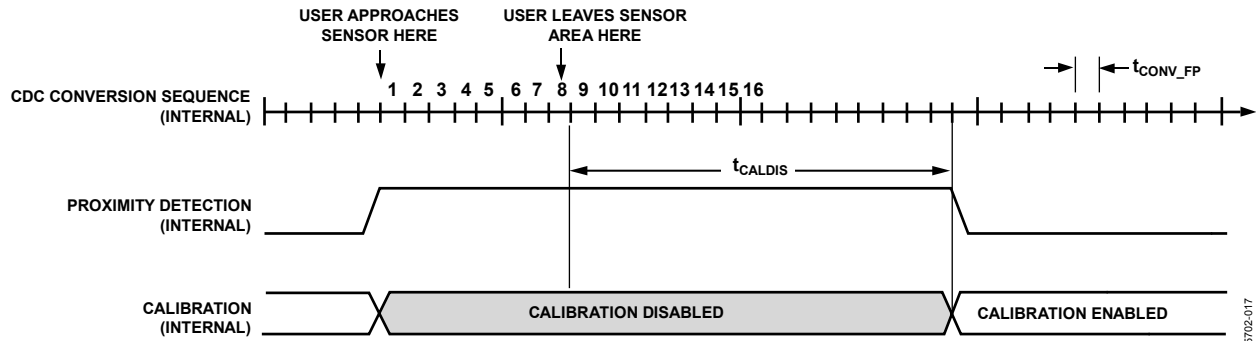 USER APPROACHES
SENSOR HERE
USER LEAVES SENSOR
AREA HERE
tCONV_FP
1 2 3 4 5 6 7 8 9 10 11 12 13 14 15 16
CDC CONVERSION SEQUENCE
(INTERNAL)
tCALDIS
PROXIMITY DETECTION
(INTERNAL)
CALIBRATION
(INTERNAL)
CALIBRATION DISABLED
CALIBRATION ENABLED